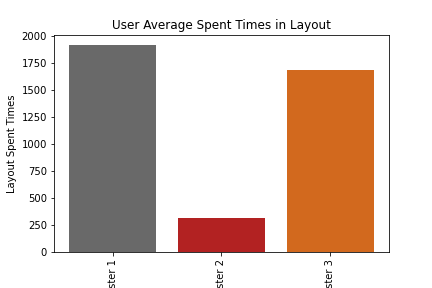 User Average Spent Times in Layout
Layout Spent Times
2000
1750
1500
1250
1000
750
500
250
0
ster 1
ster 2
ster 3